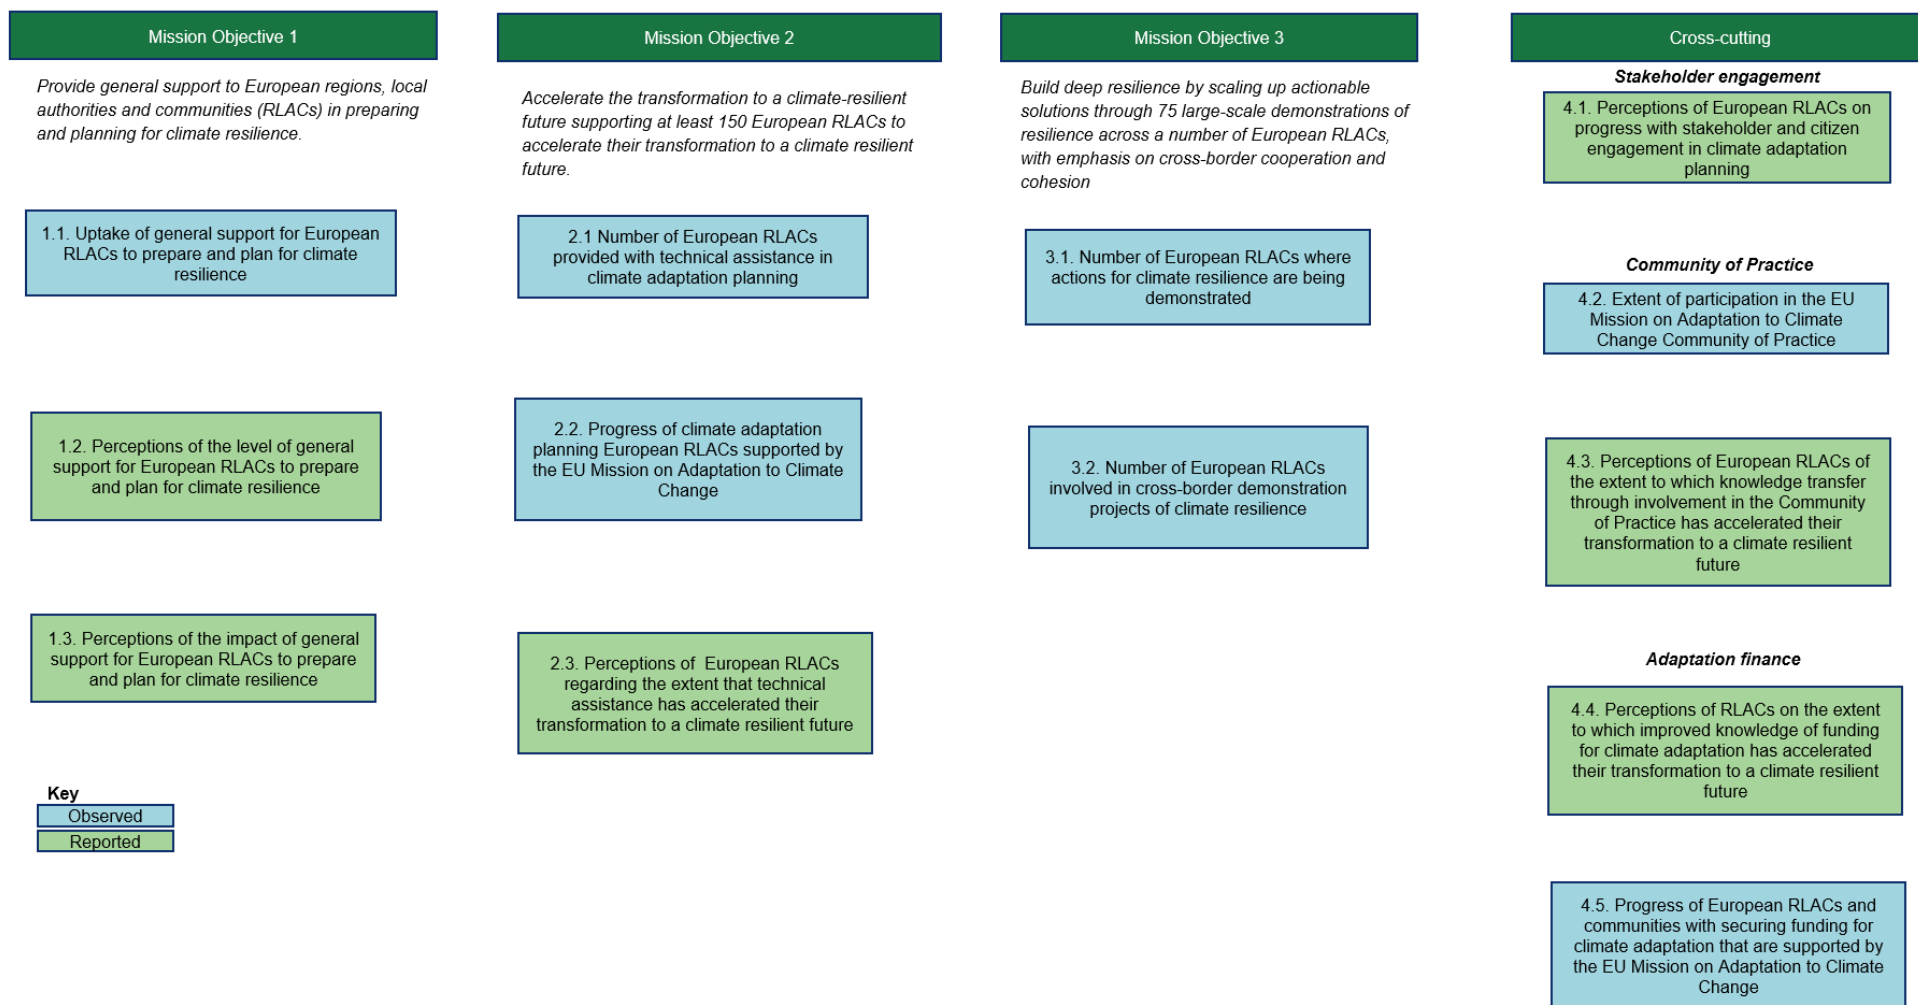 Mission Objective 1
Provide general support to European regions, local
authorities and communities (RLACs) in preparing
and planning for climate resilience.
1.1. Uptake of general support for European
RLACs to prepare and plan for climate
resilience
1.2. Perceptions of the level of general
support for European RLACs to prepare
and plan for climate resilience
1.3. Perceptions of the impact of general
support for European RLACs to prepare
and plan for climate resilience
Key
Observed
Reported
Mission Objective 2
Accelerate the transformation to a climate-resilient
future supporting at least 150 European RLACs to
accelerate their transformation to a climate resilient
future.
2.1 Number of European RLACs
provided with technical assistance in
climate adaptation planning
2.2. Progress of climate adaptation
planning European RLACs supported by
the EU Mission on Adaptation to Climate
Change
2.3. Perceptions of  European RLACs
regarding the extent that technical
assistance has accelerated their
transformation to a climate resilient future
Mission Objective 3
Build deep resilience by scaling up actionable
solutions through 75 large-scale demonstrations of
resilience across a number of European RLACs,
with emphasis on cross-border cooperation and
cohesion
3.1. Number of European RLACs where
actions for climate resilience are being
demonstrated
3.2. Number of European RLACs
involved in cross-border demonstration
projects of climate resilience
Cross-cutting
Stakeholder engagement
4.1. Perceptions of European RLACs on
progress with stakeholder and citizen
engagement in climate adaptation
planning
Community of Practice
4.2. Extent of participation in the EU
Mission on Adaptation to Climate
Change Community of Practice
4.3. Perceptions of European RLACs of
the extent to which knowledge transfer
through involvement in the Community
of Practice has accelerated their
transformation to a climate resilient
future
Adaptation finance
4.4. Perceptions of RLACs on the extent
to which improved knowledge of funding
for climate adaptation has accelerated
their transformation to a climate resilient
future
4.5. Progress of European RLACs and
communities with securing funding for
climate adaptation that are supported by
the EU Mission on Adaptation to Climate
Change